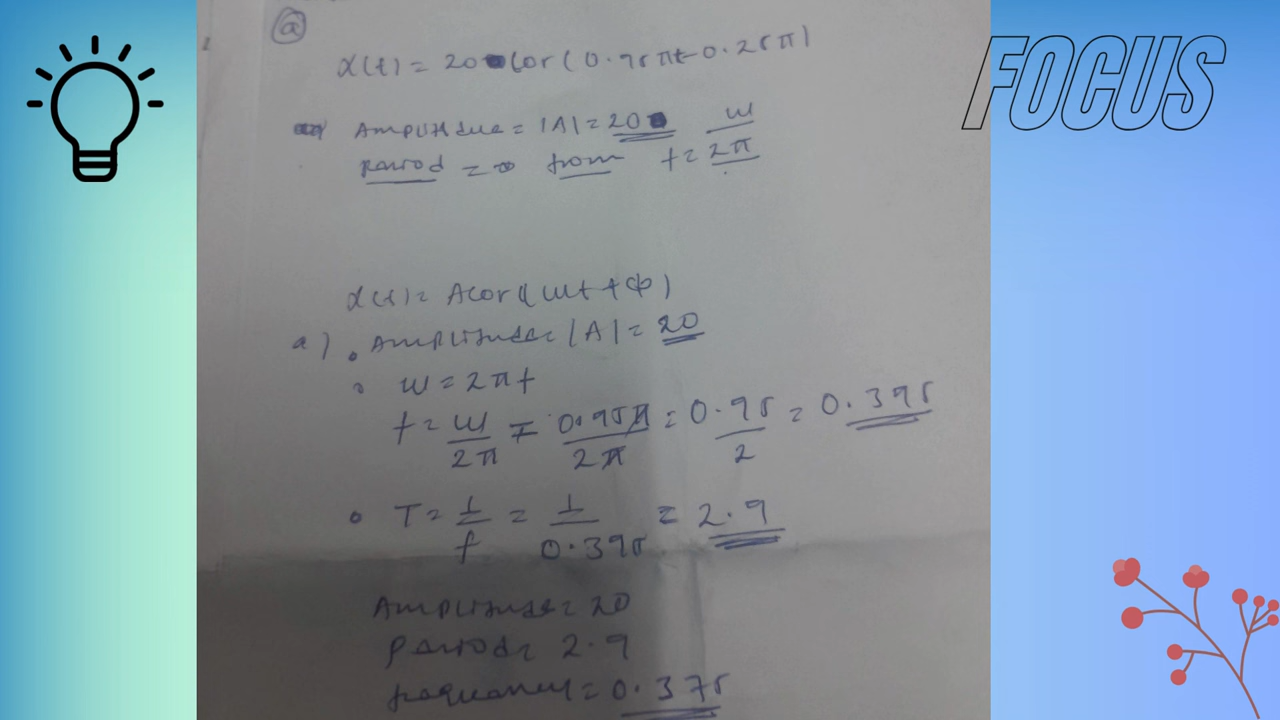 FOCUS
a
x(t) = 20 Cos(0.75πt - 0.25π)
Amplitude = |A| = 20
period = from f = w/2π
x(t) = A cos(wt + φ)
a) • Amplitude = |A| = 20
• w = 2πf
f = w/2π = 0.75π/2π = 0.75/2 = 0.375
• T = 1/f = 1/0.375 = 2.7
Amplitude = 20
Period = 2.7
frequency = 0.375